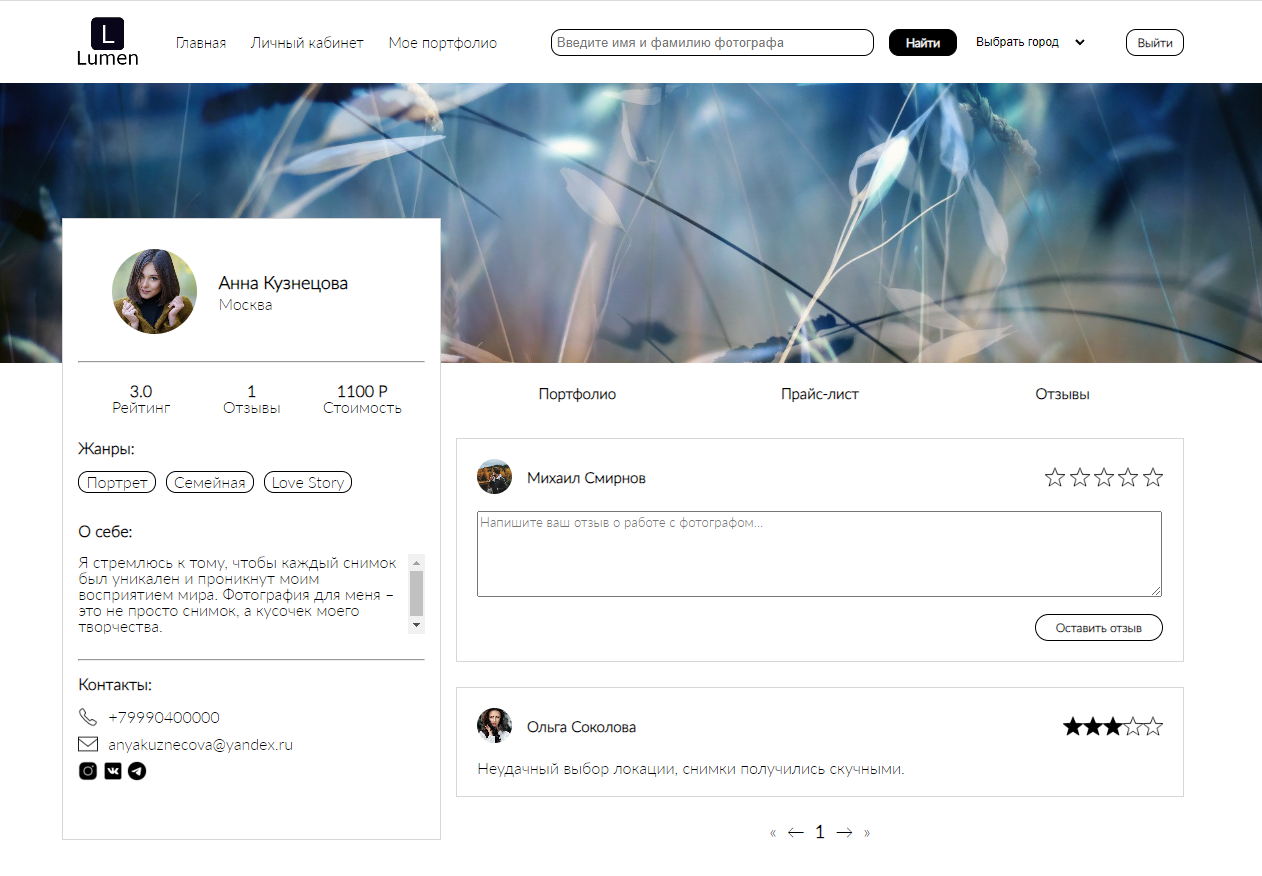 L
Lumen
Главная
Личный кабинет
Мое портфолио
Введите имя и фамилию фотографа
Найти
Выбрать город
Выйти
Анна Кузнецова
Москва
3.0
Рейтинг
1
Отзывы
1100 Р
Стоимость
Жанры:
Портрет
Семейная
Love Story
О себе:
Я стремлюсь к тому, чтобы каждый снимок
был уникален и проникнут моим
восприятием мира. Фотография для меня –
это не просто снимок, а кусочек моего
творчества.
Контакты:
+79990400000
anyakuznecova@yandex.ru
Портфолио
Прайс-лист
Отзывы
Михаил Смирнов
Напишите ваш отзыв о работе с фотографом...
Оставить отзыв
Ольга Соколова
Неудачный выбор локации, снимки получились скучными.
« ← 1 → »